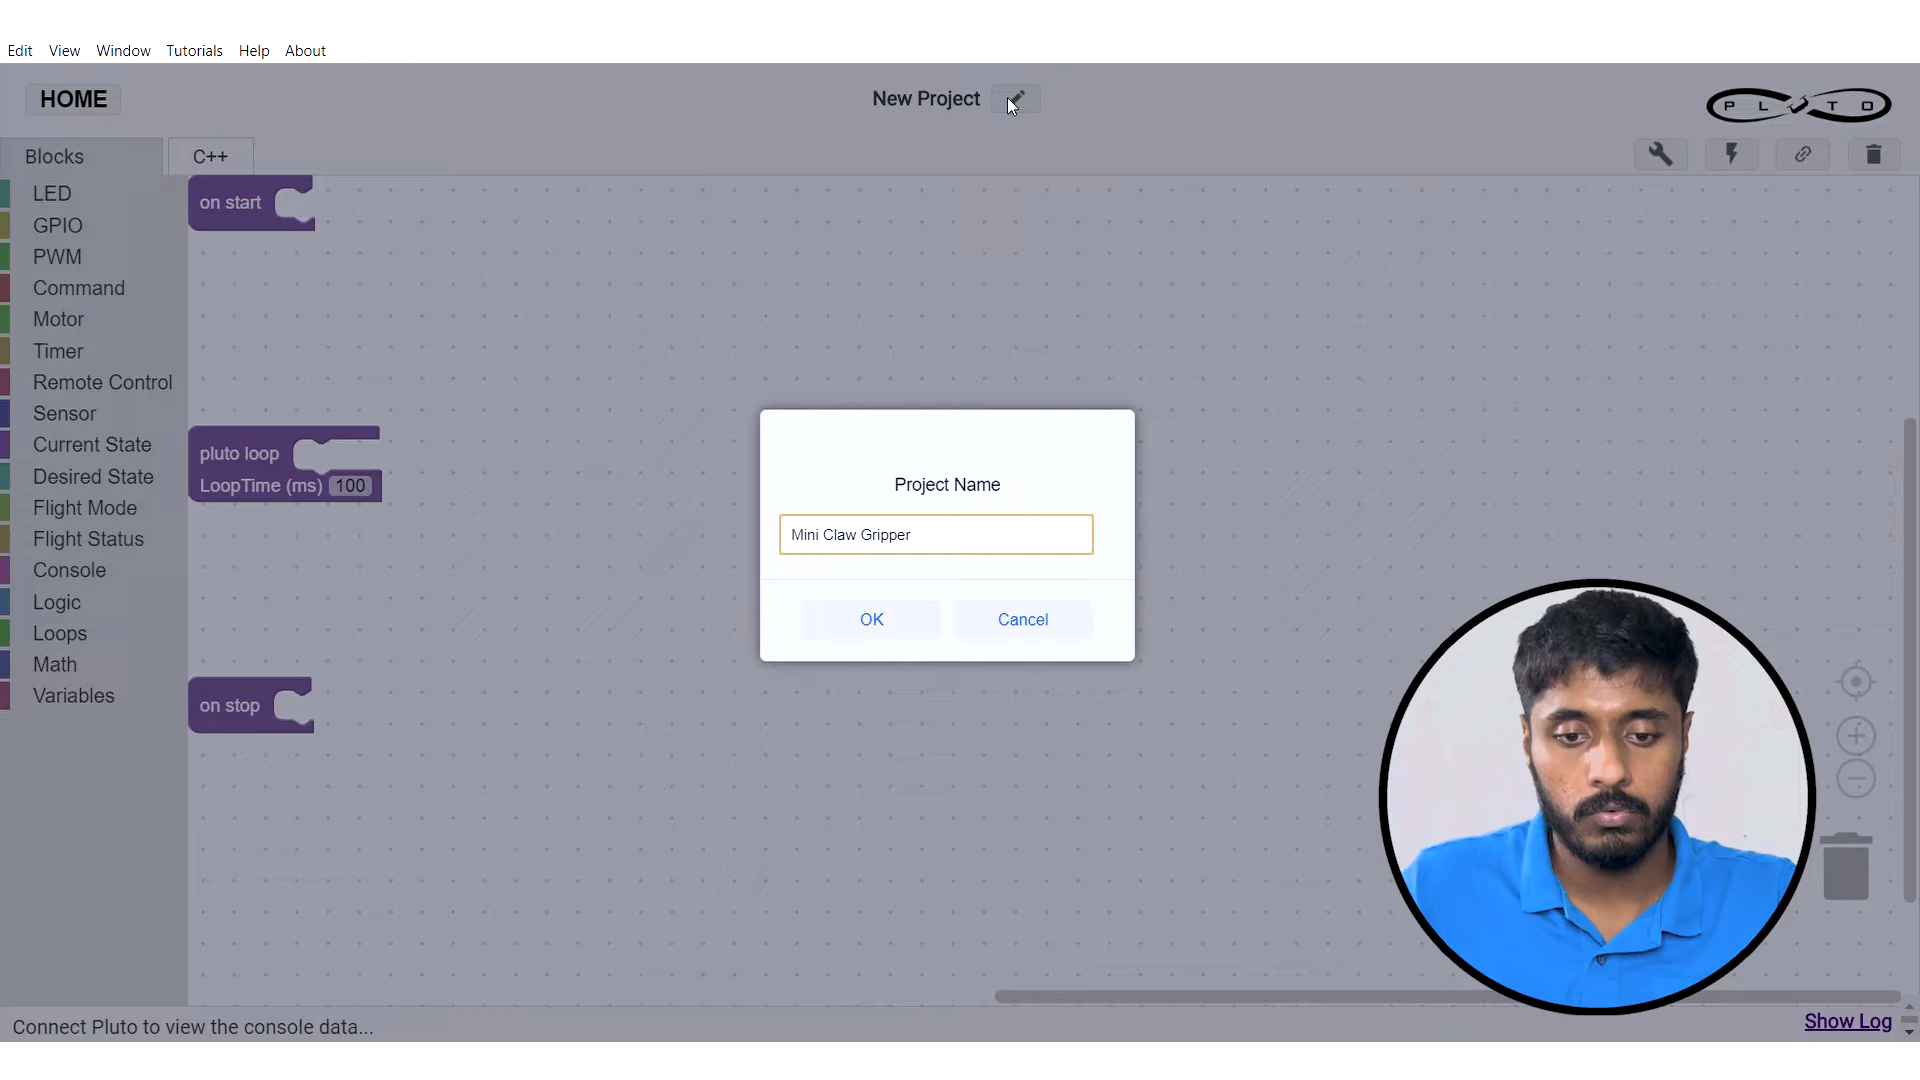 Edit View Window Tutorials Help About
HOME
New Project
PLUTO
Blocks
C++
LED
GPIO
PWM
Command
Motor
Timer
Remote Control
Sensor
Current State
Desired State
Flight Mode
Flight Status
Console
Logic
Loops
Math
Variables
on start
pluto loop
LoopTime (ms) 100
on stop
Project Name
Mini Claw Gripper
OK Cancel
Connect Pluto to view the console data...
Show Log